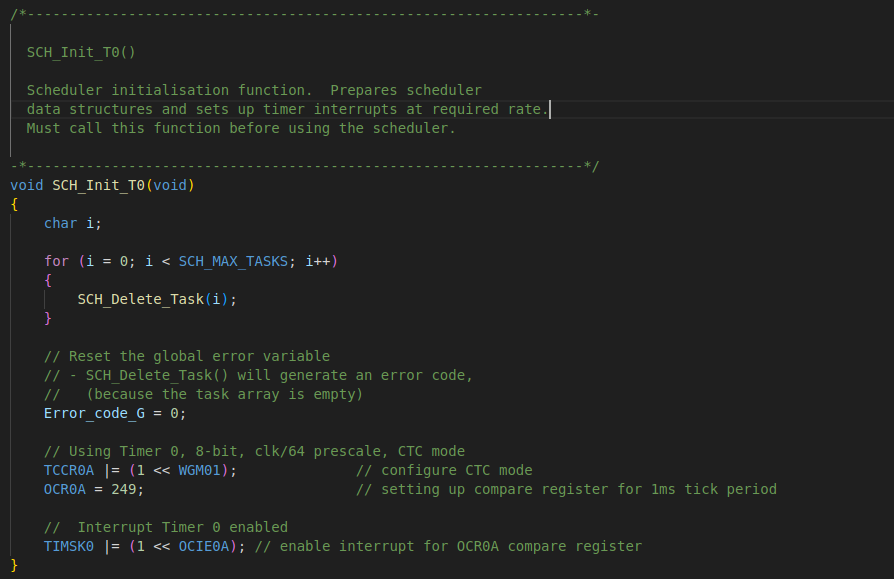 /*------------------------------------------------------------------*-
SCH_Init_T0()
Scheduler initialisation function.  Prepares scheduler
data structures and sets up timer interrupts at required rate.
Must call this function before using the scheduler.
-*------------------------------------------------------------------*/
void SCH_Init_T0(void)
{
    char i;
    for (i = 0; i < SCH_MAX_TASKS; i++)
    {
        SCH_Delete_Task(i);
    }
    // Reset the global error variable
    // - SCH_Delete_Task() will generate an error code,
    //   (because the task array is empty)
    Error_code_G = 0;
    // Using Timer 0, 8-bit, clk/64 prescale, CTC mode
    TCCR0A |= (1 << WGM01);              // configure CTC mode
    OCR0A = 249;                         // setting up compare register for 1ms tick period
    //  Interrupt Timer 0 enabled
    TIMSK0 |= (1 << OCIE0A); // enable interrupt for OCR0A compare register
}